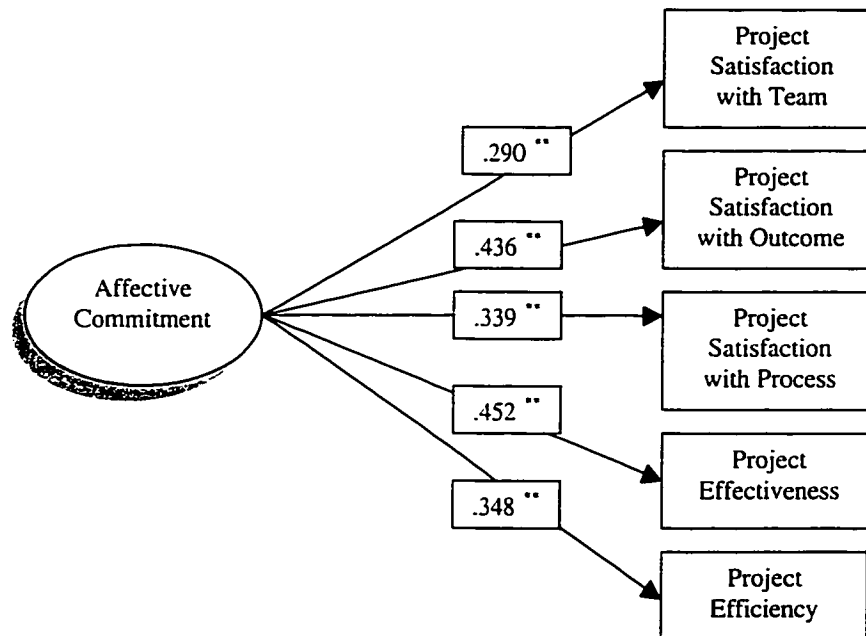 Project
Satisfaction
with Team
.290 **
Project
Satisfaction
with Outcome
.436 **
Affective
Commitment
.339 **
Project
Satisfaction
with Process
.452 **
Project
Effectiveness
.348 **
Project
Efficiency